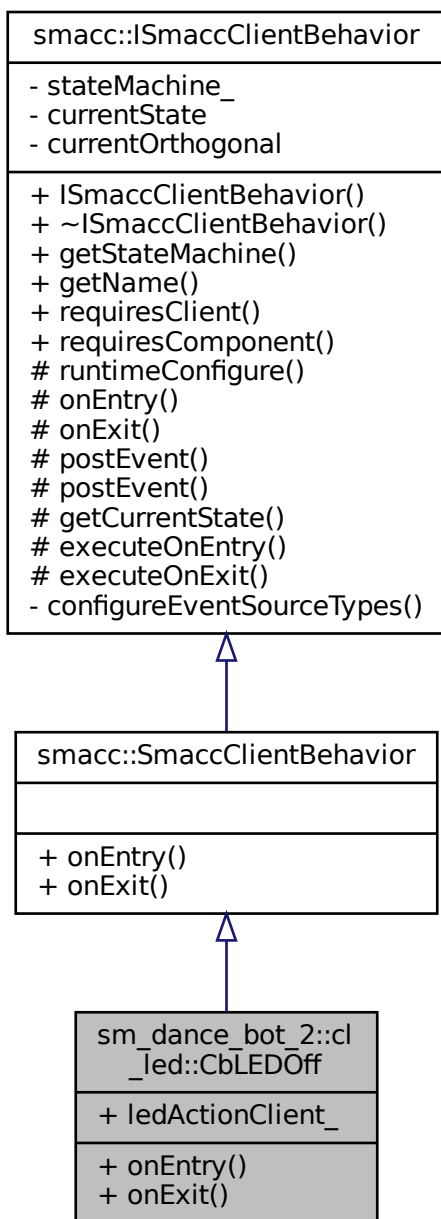 smacc::ISmaccClientBehavior
- stateMachine_
- currentState
- currentOrthogonal
+ ISmaccClientBehavior()
+ ~ISmaccClientBehavior()
+ getStateMachine()
+ getName()
+ requiresClient()
+ requiresComponent()
# runtimeConfigure()
# onEntry()
# onExit()
# postEvent()
# postEvent()
# getCurrentState()
# executeOnEntry()
# executeOnExit()
- configureEventSourceTypes()
smacc::SmaccClientBehavior
+ onEntry()
+ onExit()
sm_dance_bot_2::cl
_led::CbLEDOff
+ ledActionClient_
+ onEntry()
+ onExit()